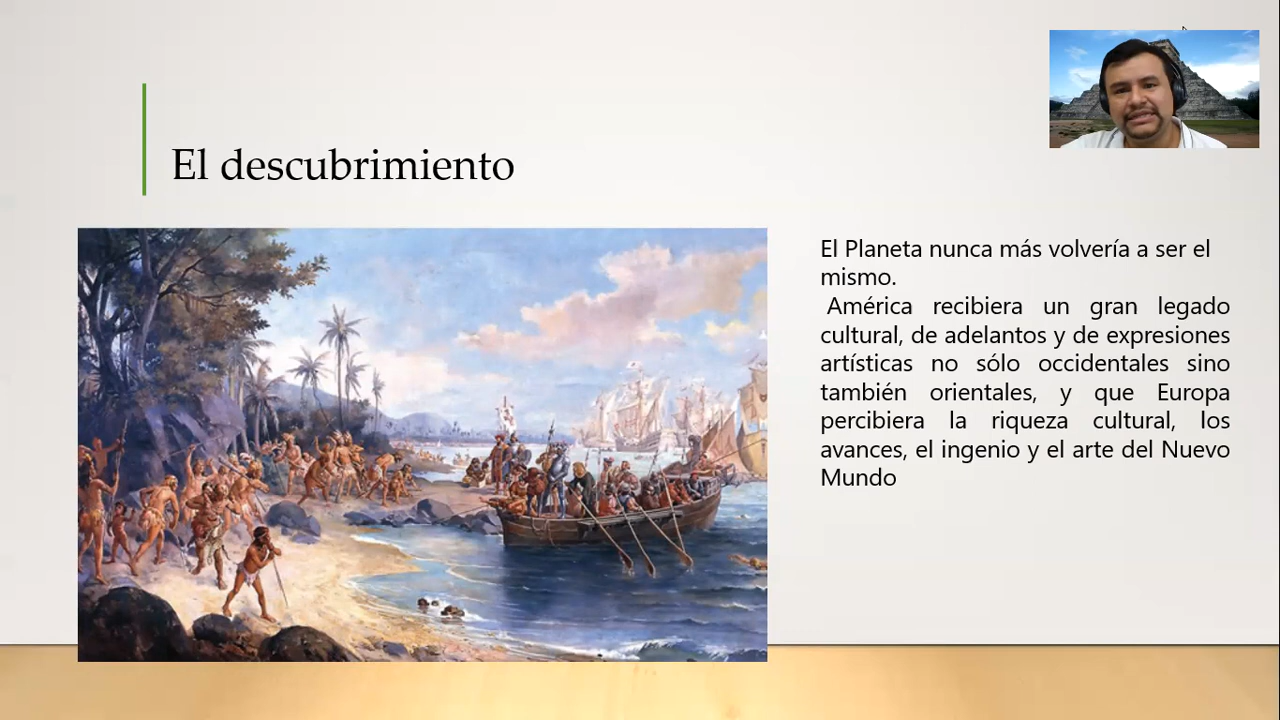 El descubrimiento
El Planeta nunca más volvería a ser el
mismo.
América recibiera un gran legado
cultural, de adelantos y de expresiones
artísticas no sólo occidentales sino
también orientales, y que Europa
percibiera la riqueza cultural, los
avances, el ingenio y el arte del Nuevo
Mundo